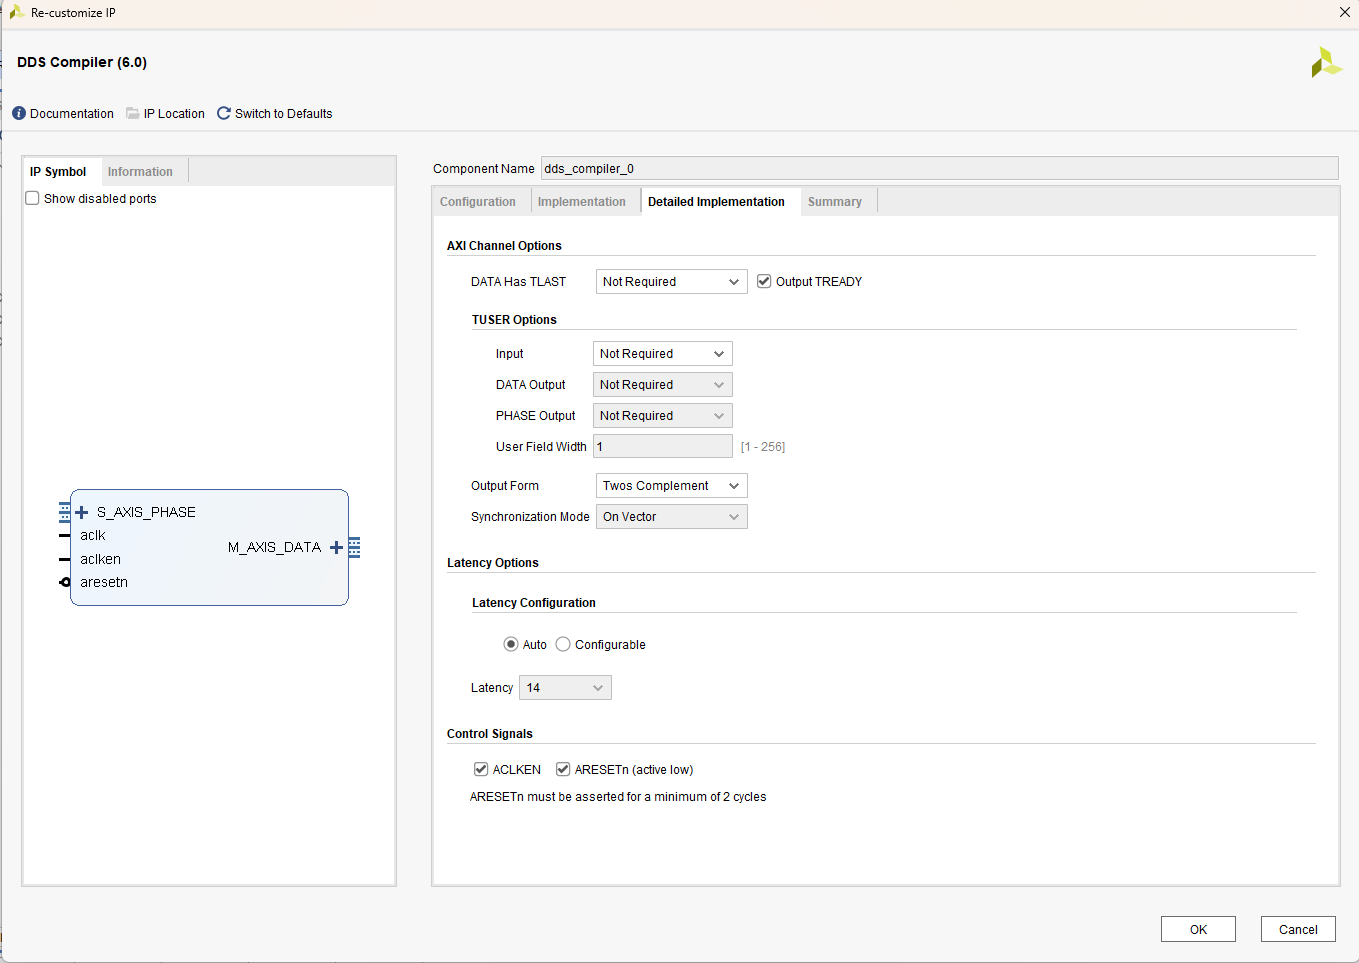 Re-customize IP
DDS Compiler (6.0)
Documentation IP Location Switch to Defaults
IP Symbol Information
Show disabled ports
S_AXIS_PHASE
aclk
M_AXIS_DATA
aclken
aresetn
Component Name dds_compiler_0
Configuration Implementation Detailed Implementation Summary
AXI Channel Options
DATA Has TLAST Not Required Output TREADY
TUSER Options
Input Not Required
DATA Output Not Required
PHASE Output Not Required
User Field Width 1 [1 - 256]
Output Form Twos Complement
Synchronization Mode On Vector
Latency Options
Latency Configuration
Auto Configurable
Latency 14
Control Signals
ACLKEN ARESETn (active low)
ARESETn must be asserted for a minimum of 2 cycles
OK Cancel